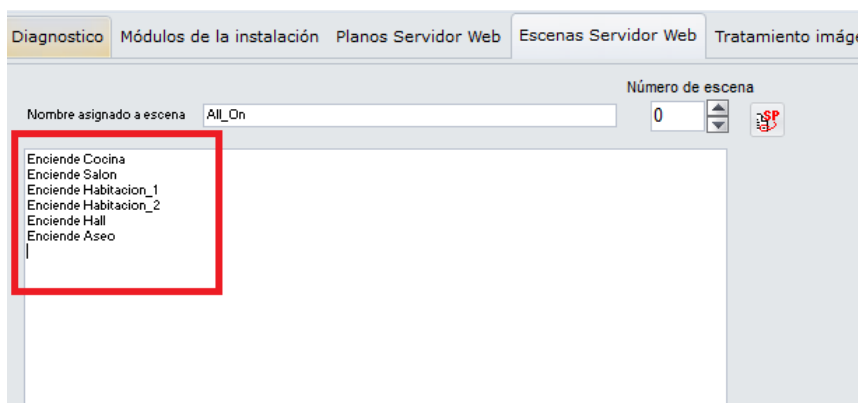 Diagnostico Módulos de la instalación Planos Servidor Web Escenas Servidor Web Tratamiento imáge
Número de escena
Nombre asignado a escena All_On 0 SP
Enciende Cocina
Enciende Salon
Enciende Habitacion_1
Enciende Habitacion_2
Enciende Hall
Enciende Aseo